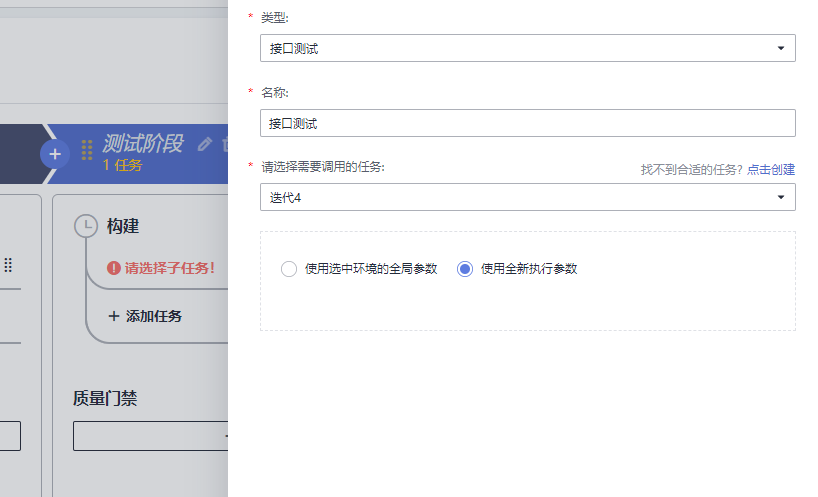 * 类型:
接口测试
* 名称:
接口测试
* 请选择需要调用的任务:
找不到合适的任务? 点击创建
迭代4
使用选中环境的全局参数
使用全新执行参数
测试阶段
1 任务
构建
请选择子任务!
+ 添加任务
质量门禁